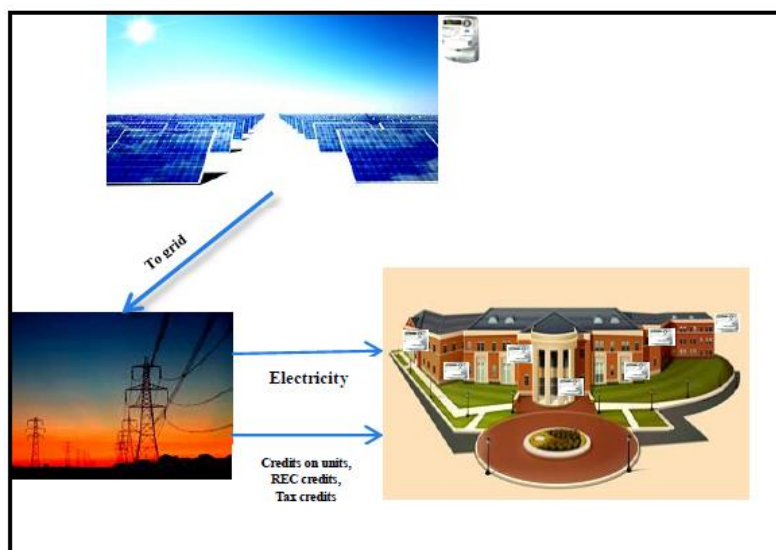 To grid
Electricity
Credits on units,
REC credits,
Tax credits